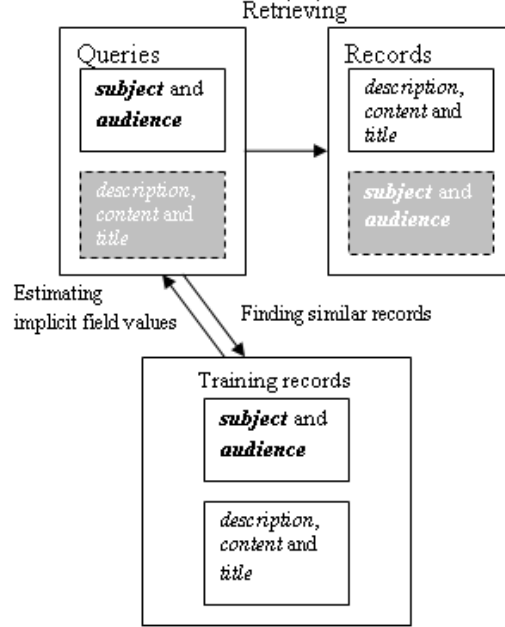 Retrieving
Queries
subject and
audience
description,
content and
title
Records
description,
content and
title
subject and
audience
Estimating
implicit field values
Finding similar records
Training records
subject and
audience
description,
content and
title